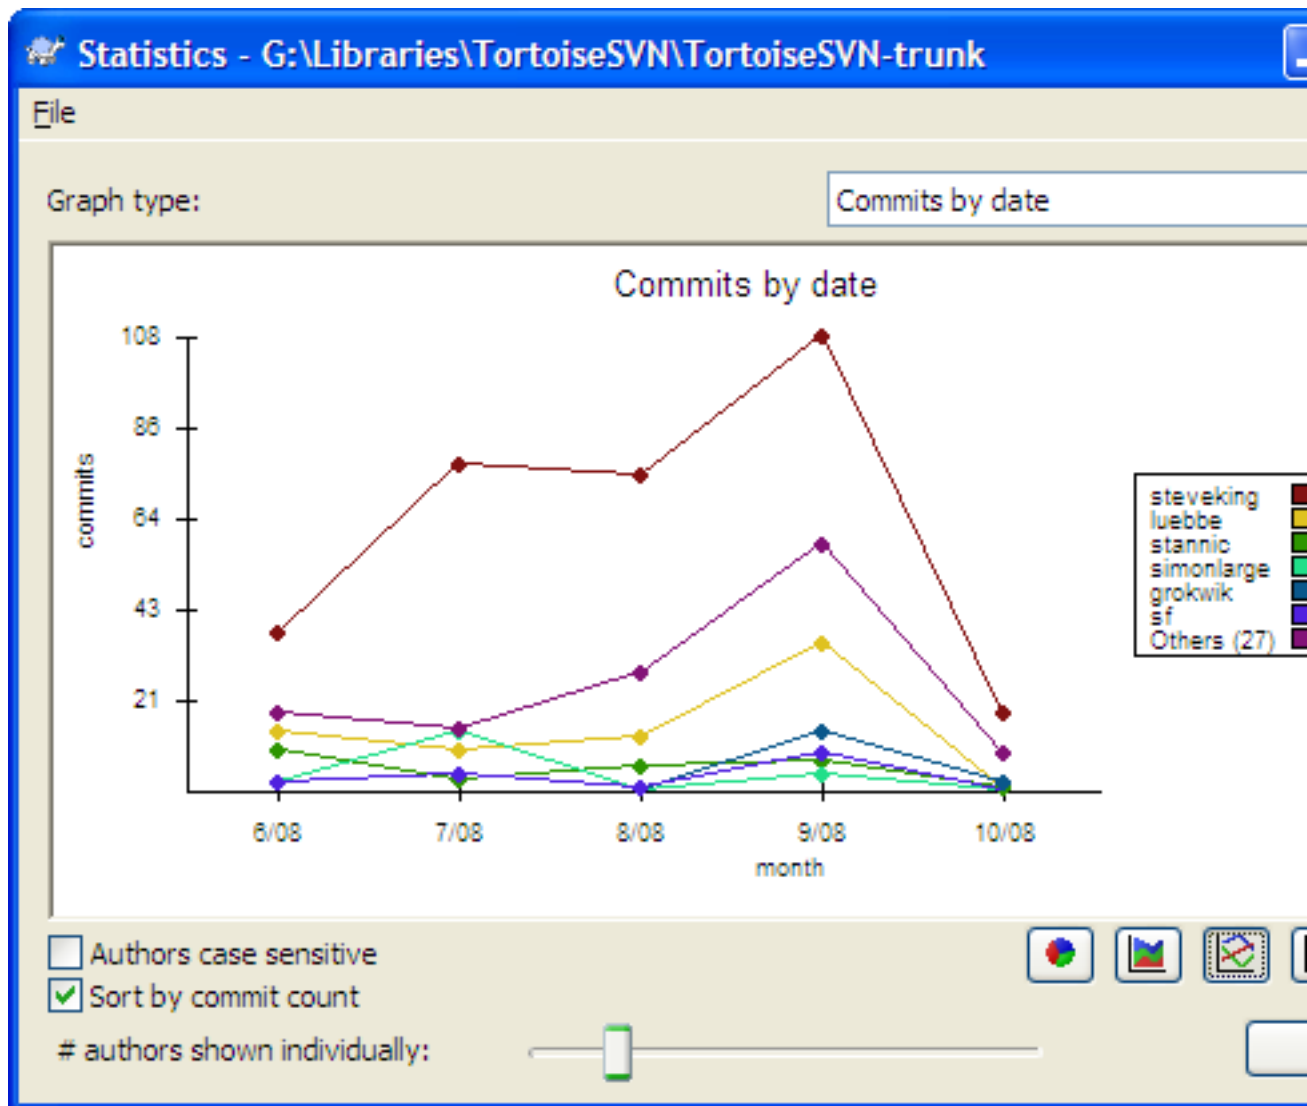 Statistics - G:\Libraries\TortoiseSVN\TortoiseSVN-trunk
File
Graph type:
Commits by date
Commits by date
108
86
64
43
21
commits
6/08 7/08 8/08 9/08 10/08
month
steveking
luebbe
stannic
simonlarge
grokwik
sf
Others (27)
Authors case sensitive
Sort by commit count
# authors shown individually: